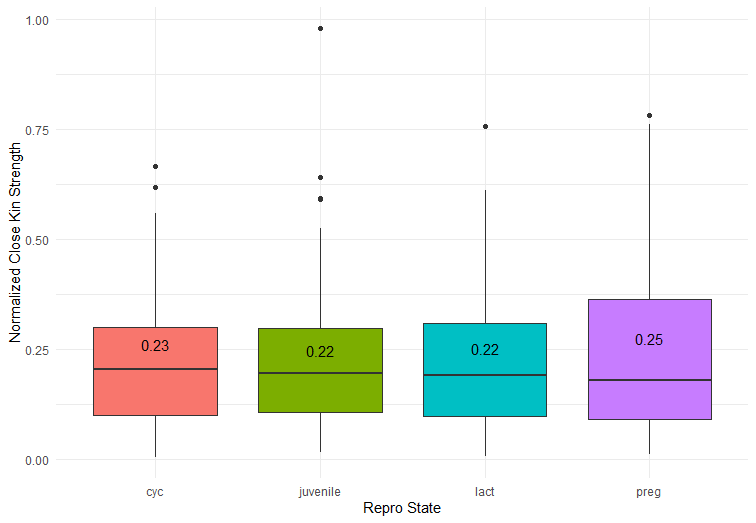 1.00
0.75
0.50
0.25
0.00
Normalized Close Kin Strength
0.23
0.22
0.22
0.25
cyc
juvenile
lact
preg
Repro State